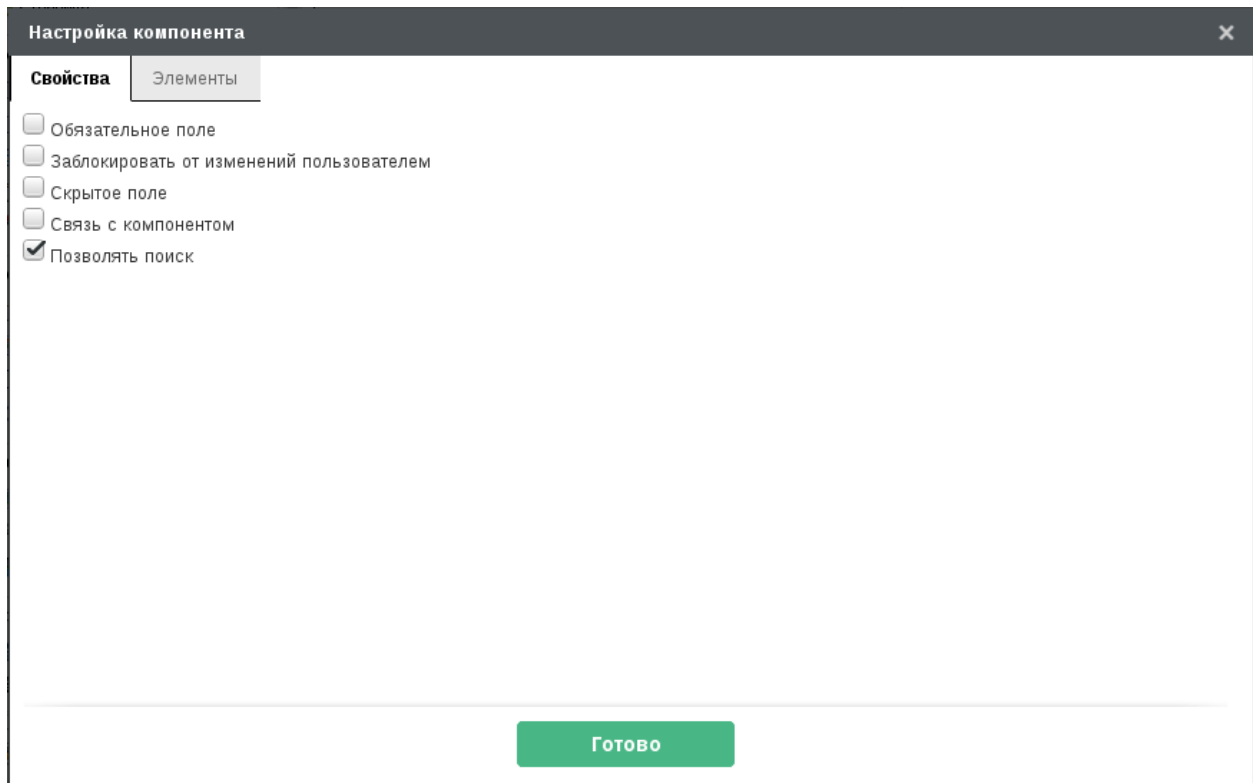 Настройка компонента
Свойства Элементы
Обязательное поле
Заблокировать от изменений пользователем
Скрытое поле
Связь с компонентом
Позволять поиск
Готово